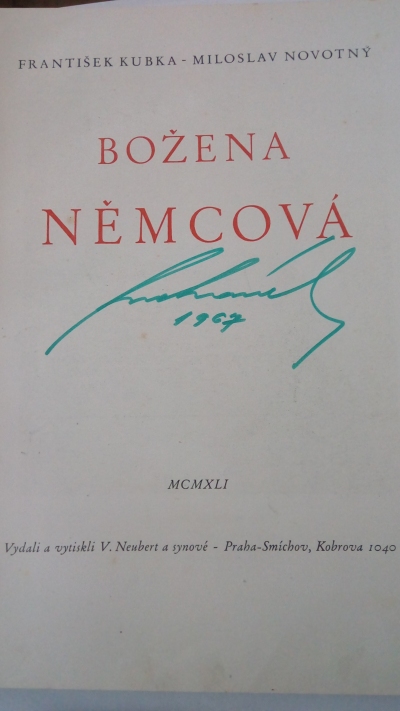 FRANTIŠEK KUBKA - MILOSLAV NOVOTNÝ
BOŽENA
NĚMCOVÁ
1967
MCMXLI
Vydali a vytiskli V. Neubert a synové - Praha-Smíchov, Kobrova 1040